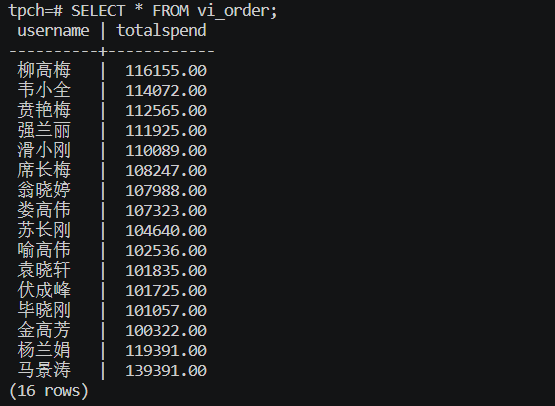 tpch=# SELECT * FROM vi_order;
 username | totalspend
----------+------------
 柳高梅   |  116155.00
 韦小全   |  114072.00
 贲艳梅   |  112565.00
 强兰丽   |  111925.00
 滑小刚   |  110089.00
 席长梅   |  108247.00
 翁晓婷   |  107988.00
 娄高伟   |  107323.00
 苏长刚   |  104640.00
 喻高伟   |  102536.00
 袁晓轩   |  101835.00
 伏成峰   |  101725.00
 毕晓刚   |  101057.00
 金高芳   |  100322.00
 杨兰娟   |  119391.00
 马景涛   |  139391.00
(16 rows)